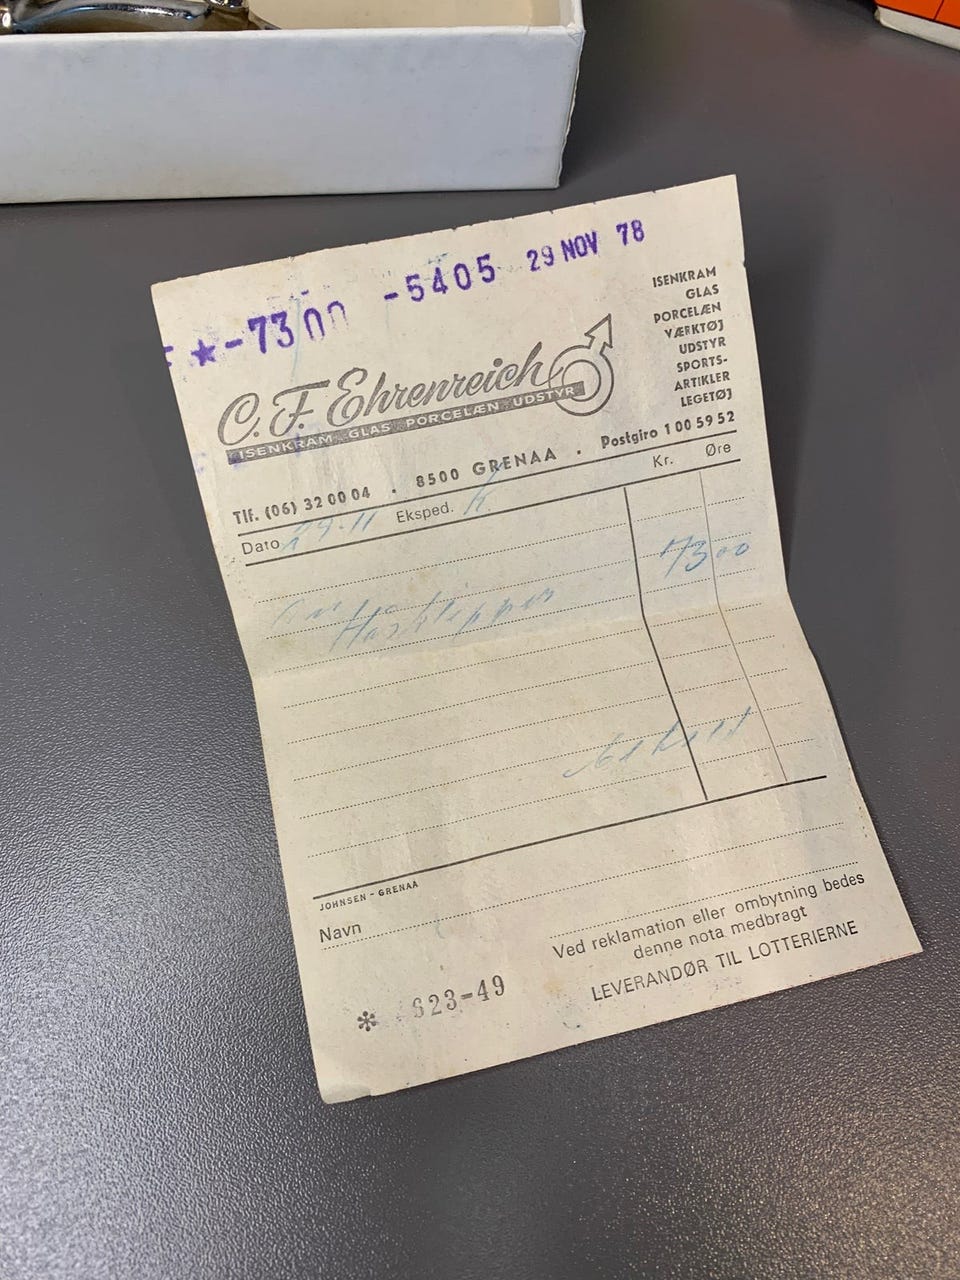 ★-7300 -5405 29 NOV 78
C. F. Ehrenreich
ISENKRAM GLAS PORCELÆN UDSTYR
ISENKRAM
GLAS
PORCELÆN
VÆRKTØJ
UDSTYR
SPORTS-
ARTIKLER
LEGETØJ
Tlf. (06) 32 00 04 . 8500 GRENAA . Postgiro 1 00 59 52
Dato 29-11 Eksped. K Kr. Øre
Hårklipper 73 00
JOHNSEN - GRENAA
Navn
Ved reklamation eller ombytning bedes
denne nota medbragt
LEVERANDØR TIL LOTTERIERNE
* 623-49